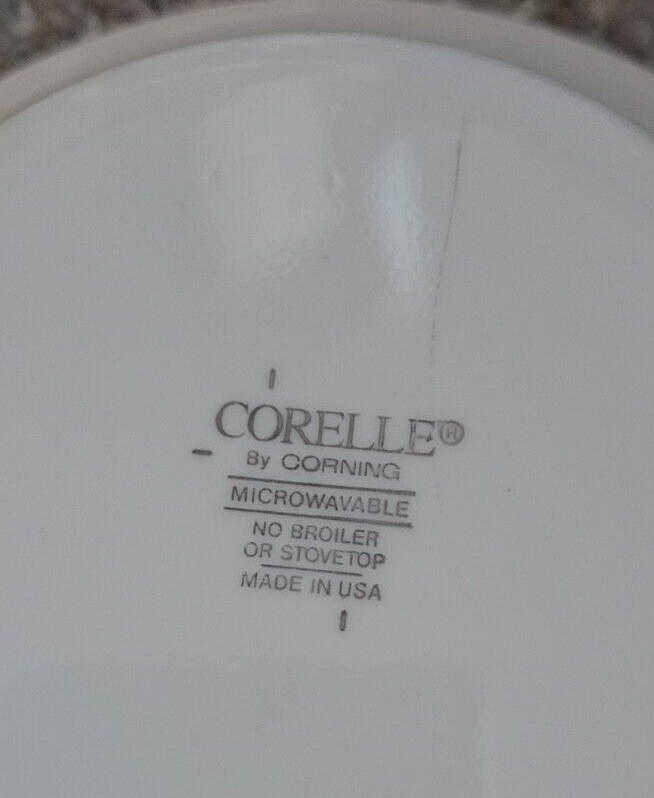 CORELLE®
By CORNING
MICROWAVABLE
NO BROILER
OR STOVETOP
MADE IN USA